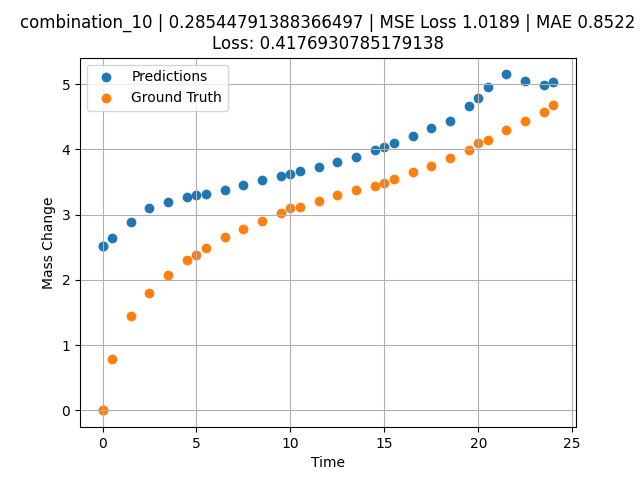 combination_10 | 0.28544791388366497 | MSE Loss 1.0189 | MAE 0.8522
Loss: 0.4176930785179138
Predictions
Ground Truth
Mass Change
5
4
3
2
1
0
0 5 10 15 20 25
Time